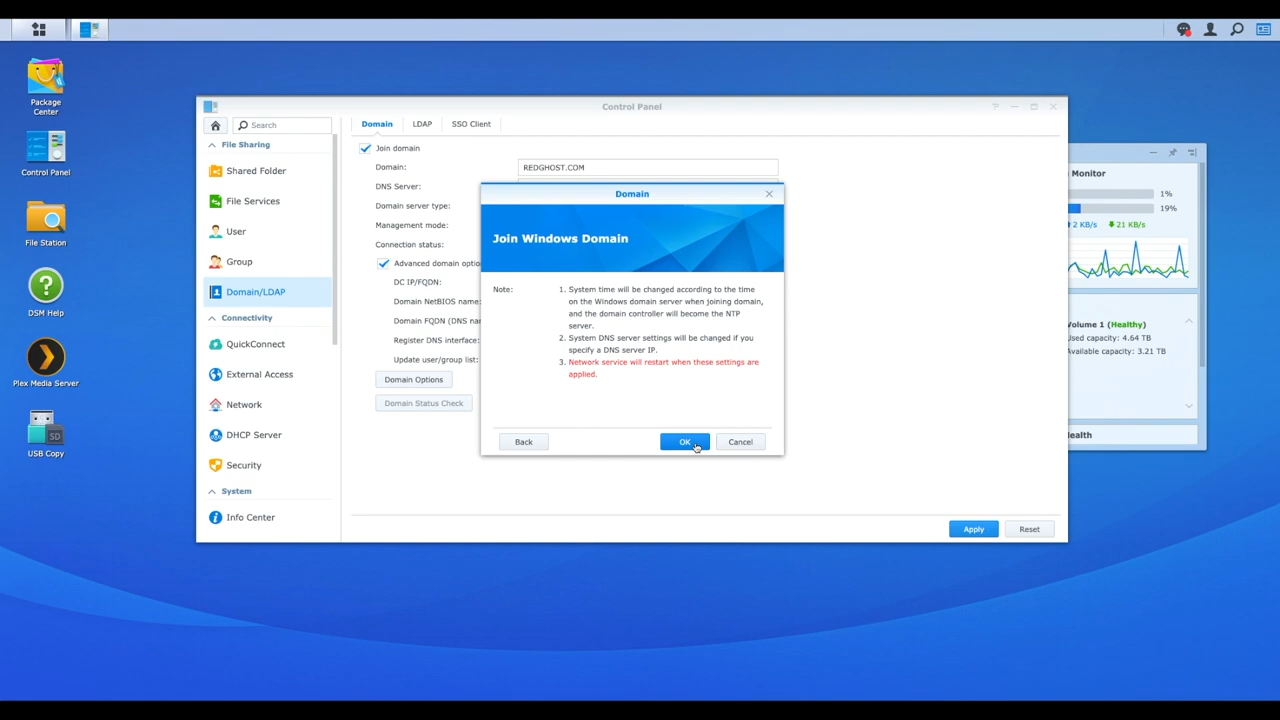 Package
Center
Control Panel
File Station
DSM Help
Plex Media Server
SD
USB Copy
Control Panel
Search
File Sharing
Shared Folder
File Services
User
Group
Domain/LDAP
Connectivity
QuickConnect
External Access
Network
DHCP Server
Security
System
Info Center
Domain LDAP SSO Client
Join domain
Domain: REDGHOST.COM
DNS Server:
Domain server type:
Management mode:
Connection status:
Advanced domain optio
DC IP/FQDN:
Domain NetBIOS name:
Domain FQDN (DNS na
Register DNS interface:
Update user/group list:
Domain Options
Domain Status Check
Apply Reset
Domain
Join Windows Domain
Note: 1. System time will be changed according to the time
on the Windows domain server when joining domain,
and the domain controller will become the NTP
server.
2. System DNS server settings will be changed if you
specify a DNS server IP.
3. Network service will restart when these settings are
applied.
Back OK Cancel
Monitor
1%
19%
2 KB/s 21 KB/s
Volume 1 (Healthy)
Used capacity: 4.64 TB
Available capacity: 3.21 TB
Health